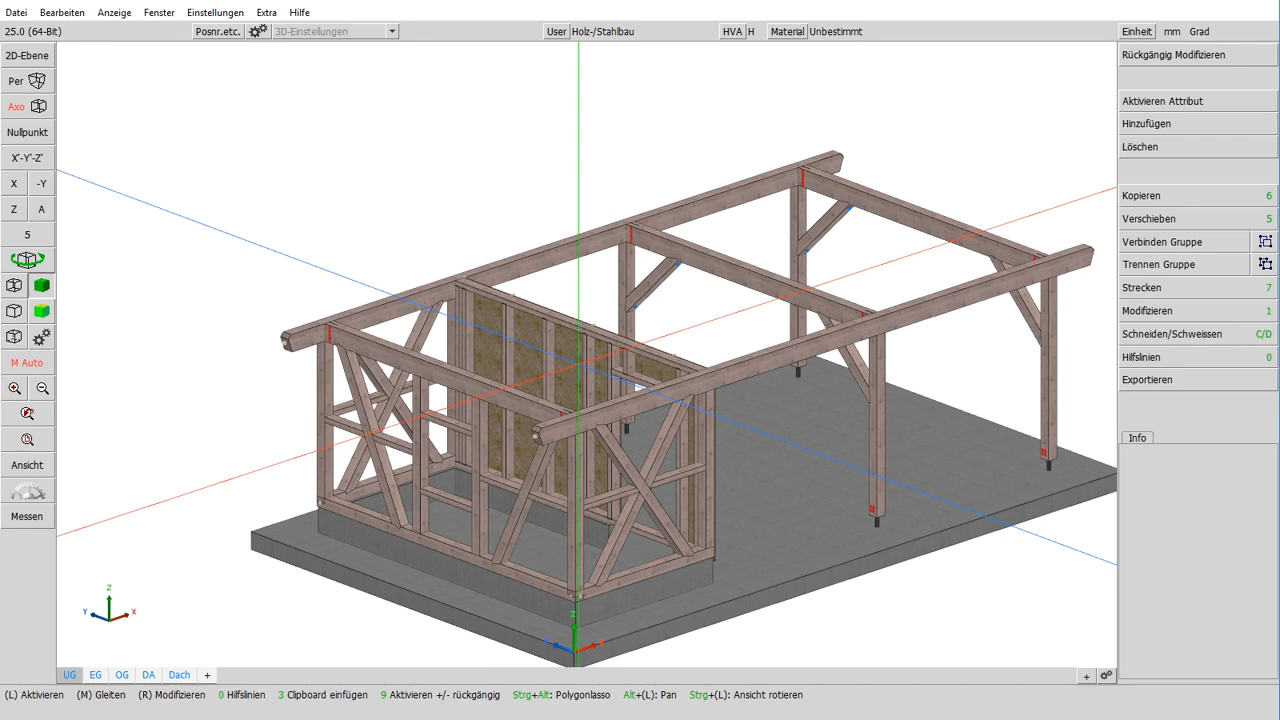 Datei Bearbeiten Anzeige Fenster Einstellungen Extra Hilfe
25.0 (64-Bit) Posnr.etc. 3D-Einstellungen User Holz-/Stahlbau HVA H Material Unbestimmt Einheit mm Grad
2D-Ebene
Per
Axo
Nullpunkt
X'-Y'-Z'
X -Y
Z A
5
M Auto
Ansicht
Messen
Rückgängig Modifizieren
Aktivieren Attribut
Hinzufügen
Löschen
Kopieren 6
Verschieben 5
Verbinden Gruppe
Trennen Gruppe
Strecken 7
Modifizieren 1
Schneiden/Schweissen C/D
Hilfslinien 0
Exportieren
Info
Z
Y X
Z
UG EG OG DA Dach + +
(L) Aktivieren (M) Gleiten (R) Modifizieren 0 Hilfslinien 3 Clipboard einfügen 9 Aktivieren +/- rückgängig Strg+Alt: Polygonlasso Alt+(L): Pan Strg+(L): Ansicht rotieren